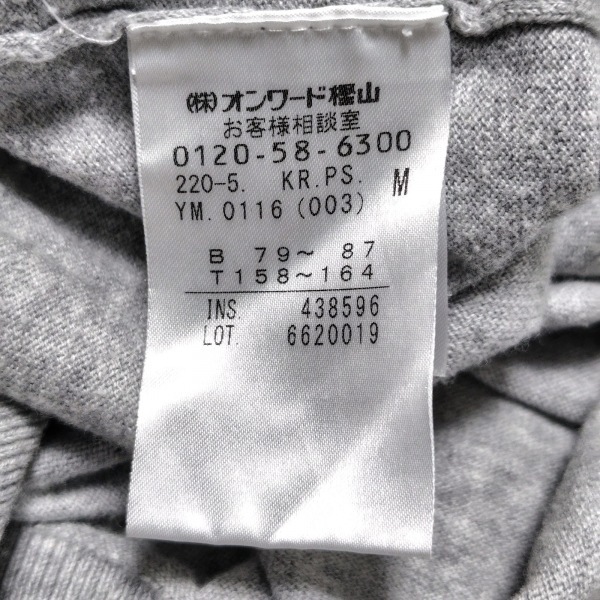 (株)オンワード樫山
お客様相談室
0120-58-6300
220-5. KR.PS. M
YM.0116(003)
B 79~ 87
T 158~164
INS. 438596
LOT. 6620019